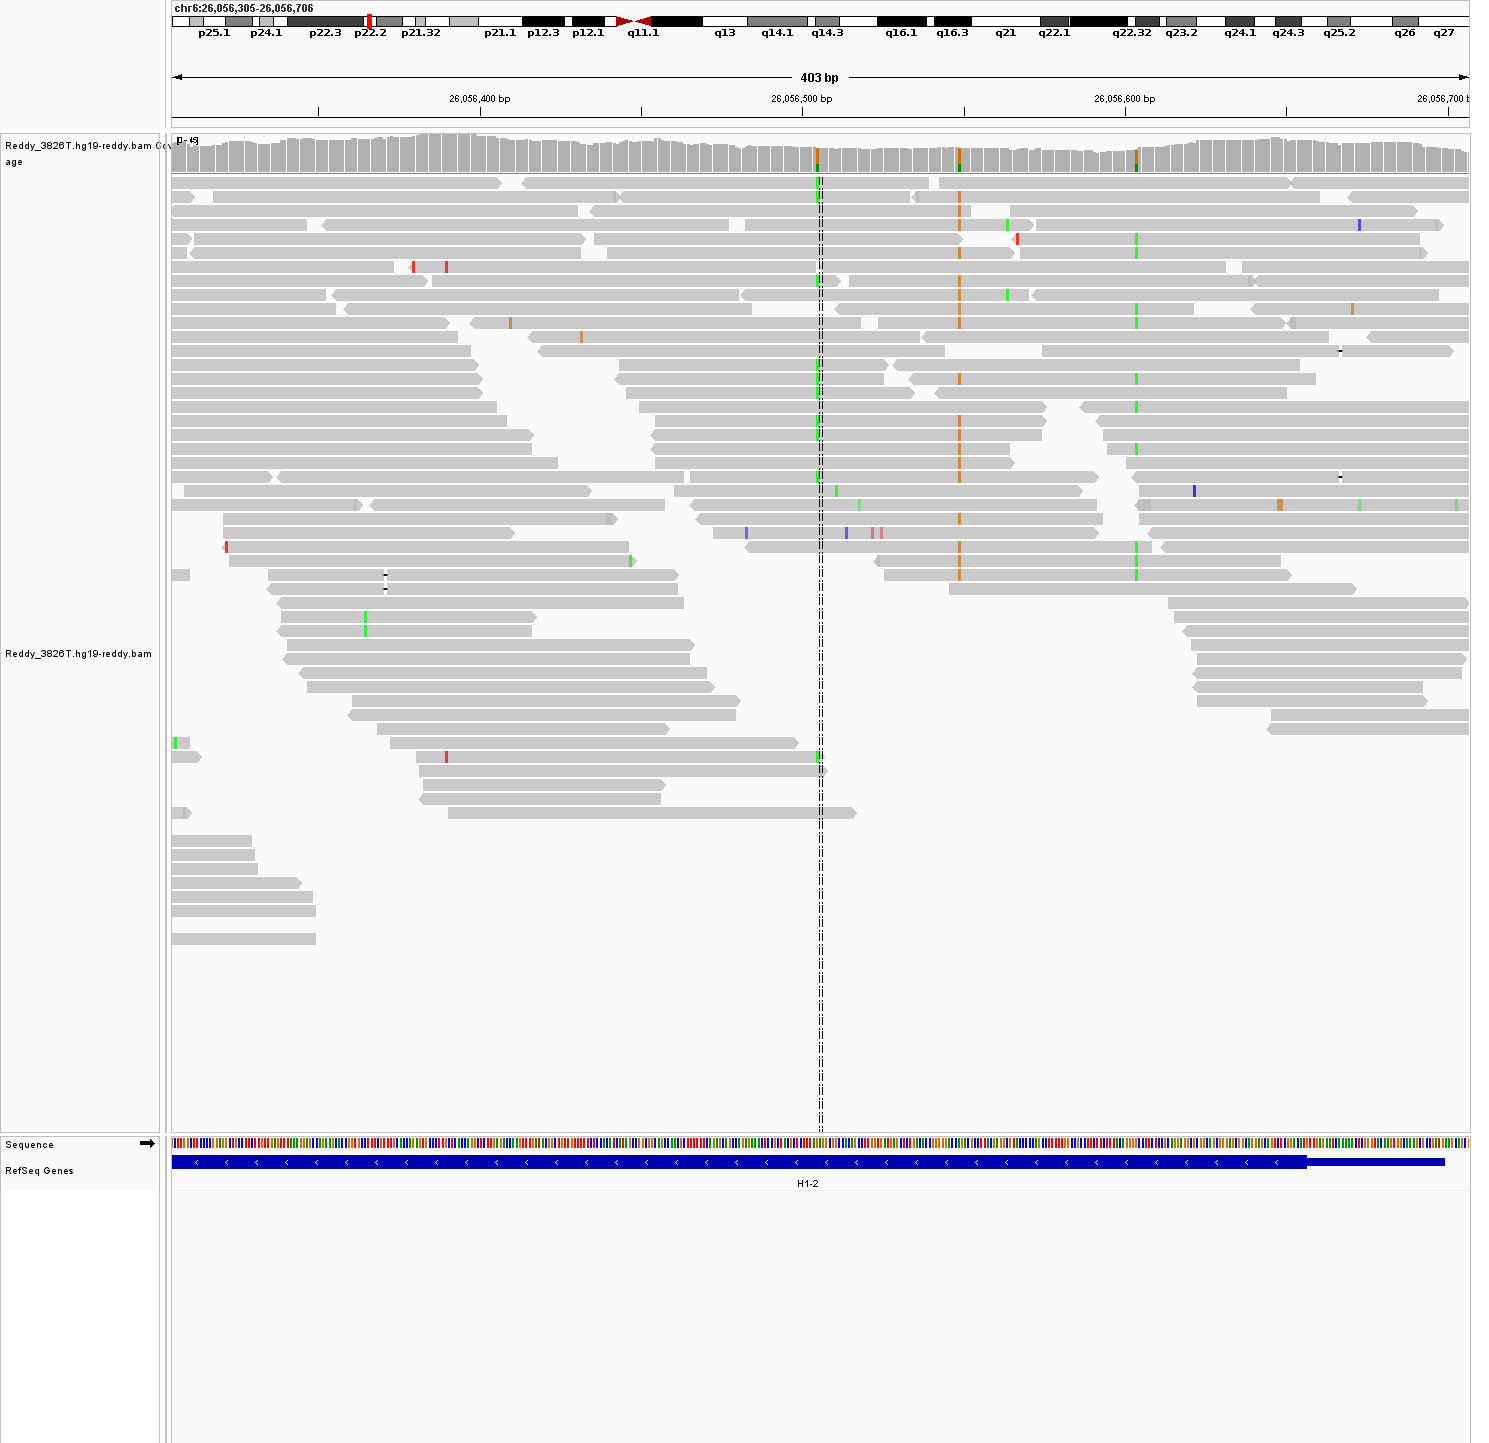 chr6:26,056,305-26,056,706
p25.1 p24.1 p22.3 p22.2 p21.32 p21.1 p12.3 p12.1 q11.1 q13 q14.1 q14.3 q16.1 q16.3 q21 q22.1 q22.32 q23.2 q24.1 q24.3 q25.2 q26 q27
403 bp
26,056,400 bp 26,056,500 bp 26,056,600 bp 26,056,700 b
Reddy_3826T.hg19-reddy.bam Cov
age
Reddy_3826T.hg19-reddy.bam
Sequence
RefSeq Genes
H1-2